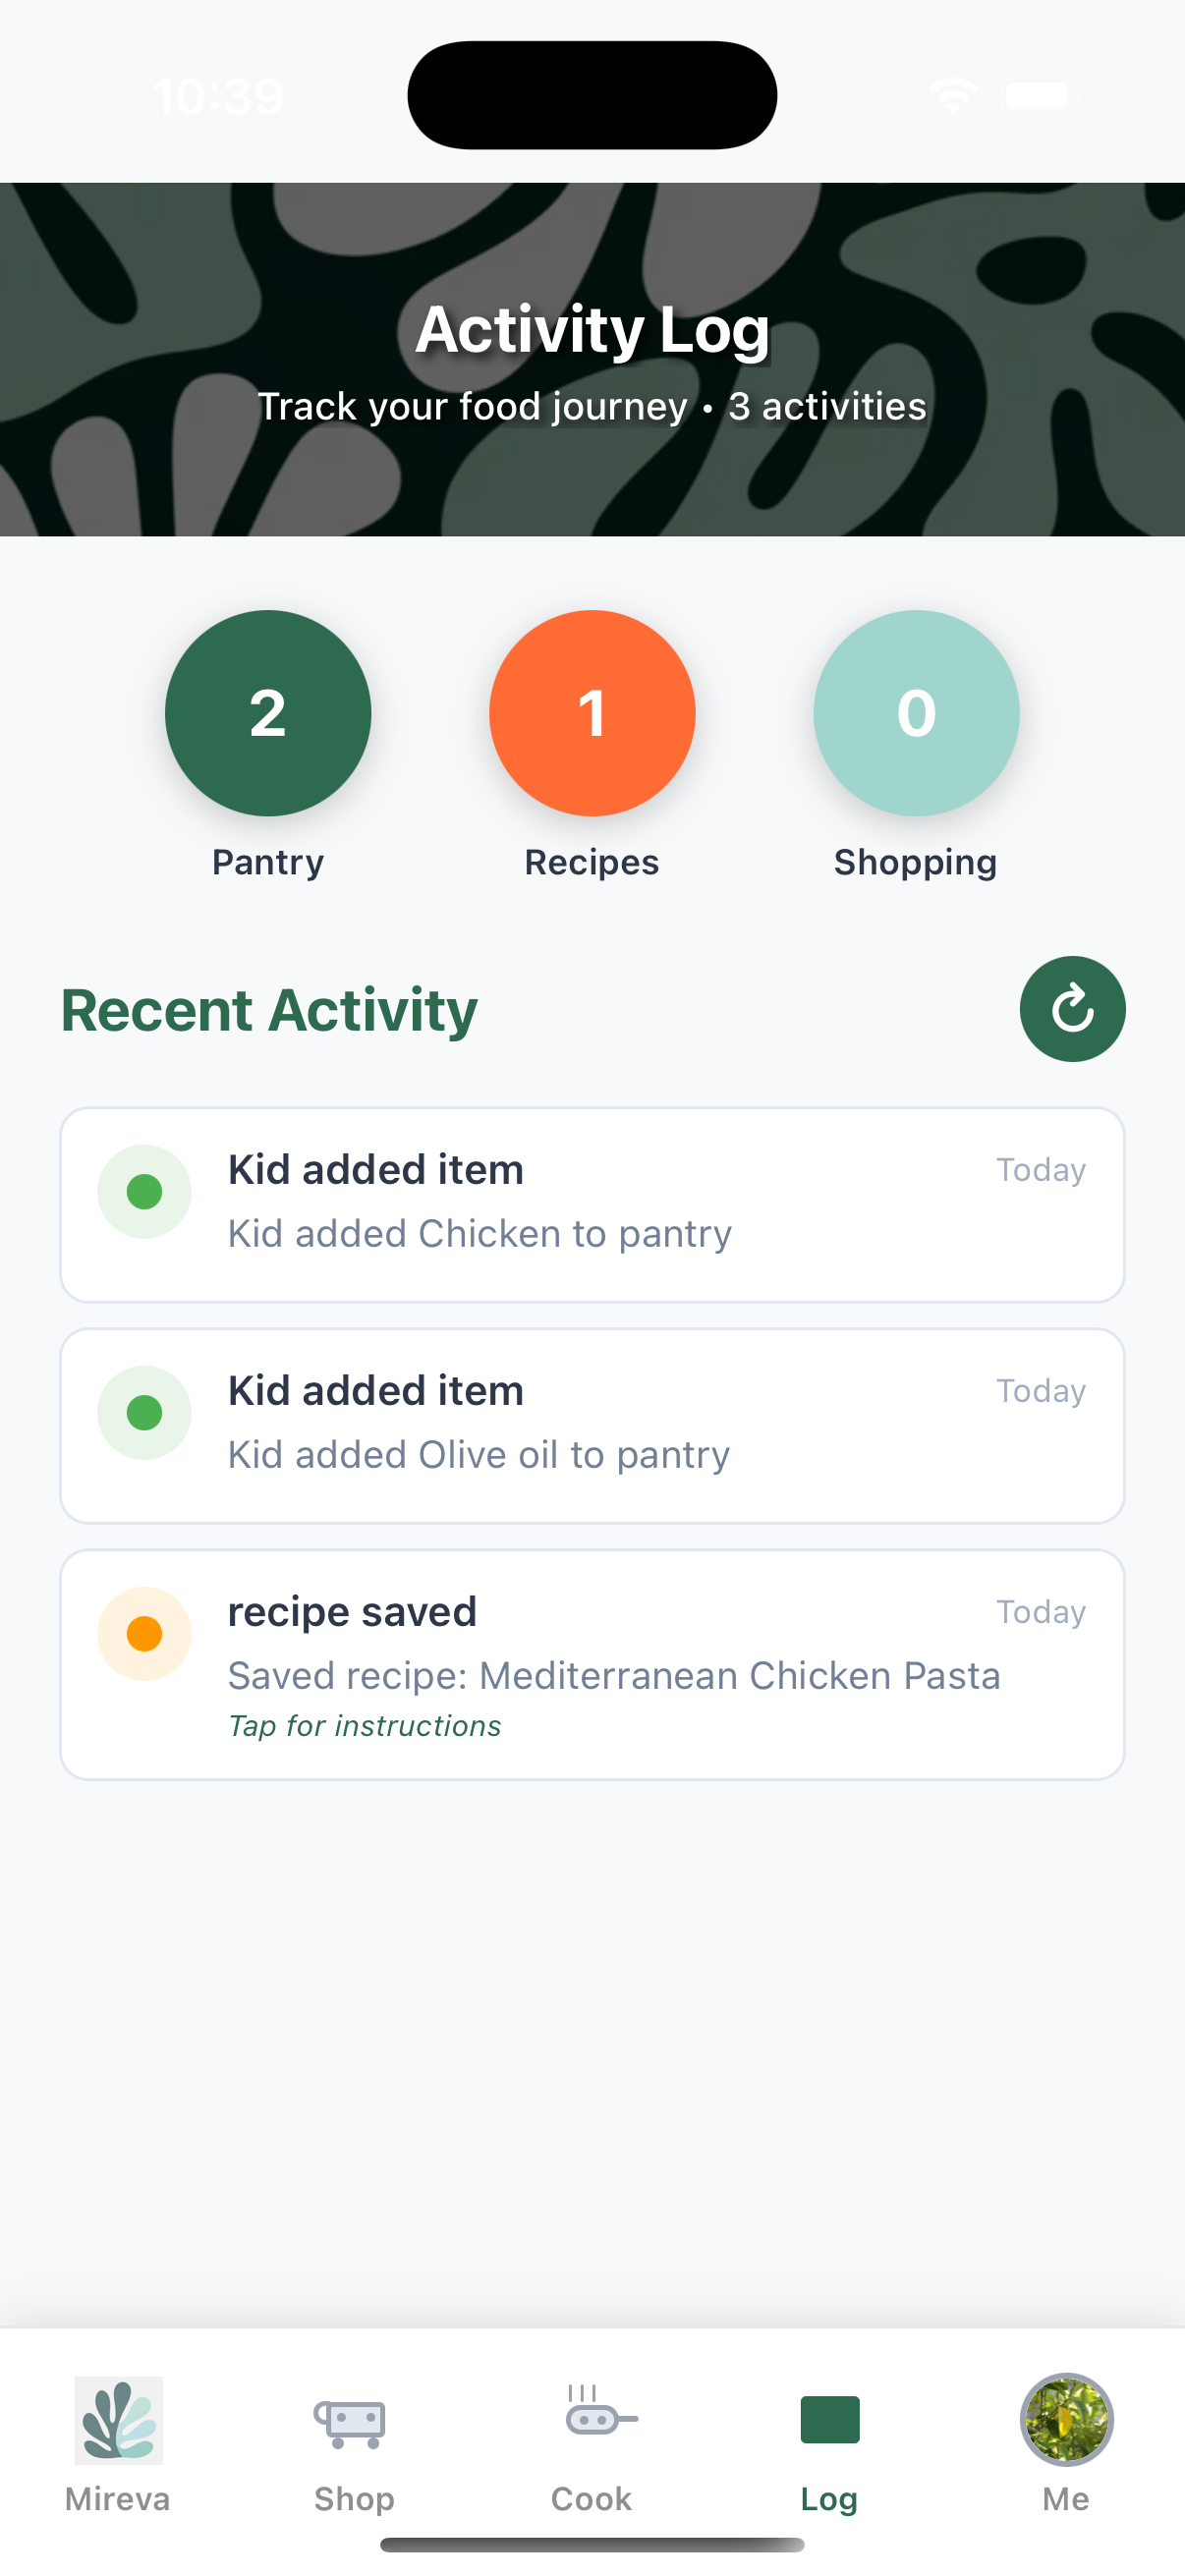 10:39
Activity Log
Track your food journey • 3 activities
2
1
0
Pantry
Recipes
Shopping
Recent Activity
Kid added item
Today
Kid added Chicken to pantry
Kid added item
Today
Kid added Olive oil to pantry
recipe saved
Today
Saved recipe: Mediterranean Chicken Pasta
Tap for instructions
Mireva
Shop
Cook
Log
Me